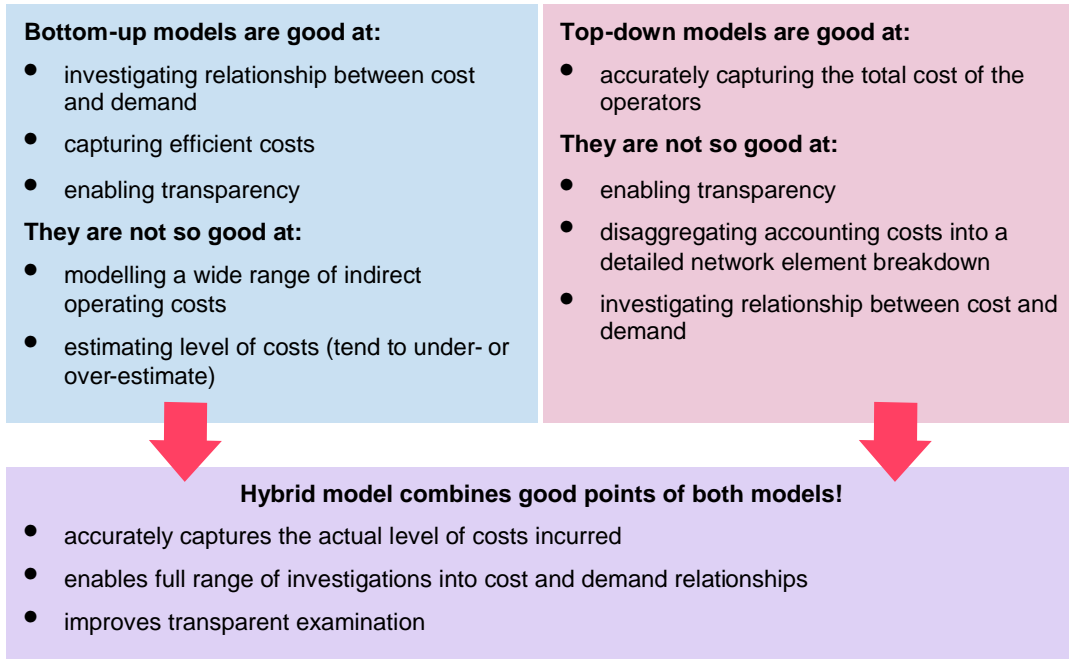 Bottom-up models are good at:
• investigating relationship between cost
and demand
• capturing efficient costs
• enabling transparency
They are not so good at:
• modelling a wide range of indirect
operating costs
• estimating level of costs (tend to under- or
over-estimate)
Top-down models are good at:
• accurately capturing the total cost of the
operators
They are not so good at:
• enabling transparency
• disaggregating accounting costs into a
detailed network element breakdown
• investigating relationship between cost and
demand
Hybrid model combines good points of both models!
• accurately captures the actual level of costs incurred
• enables full range of investigations into cost and demand relationships
• improves transparent examination